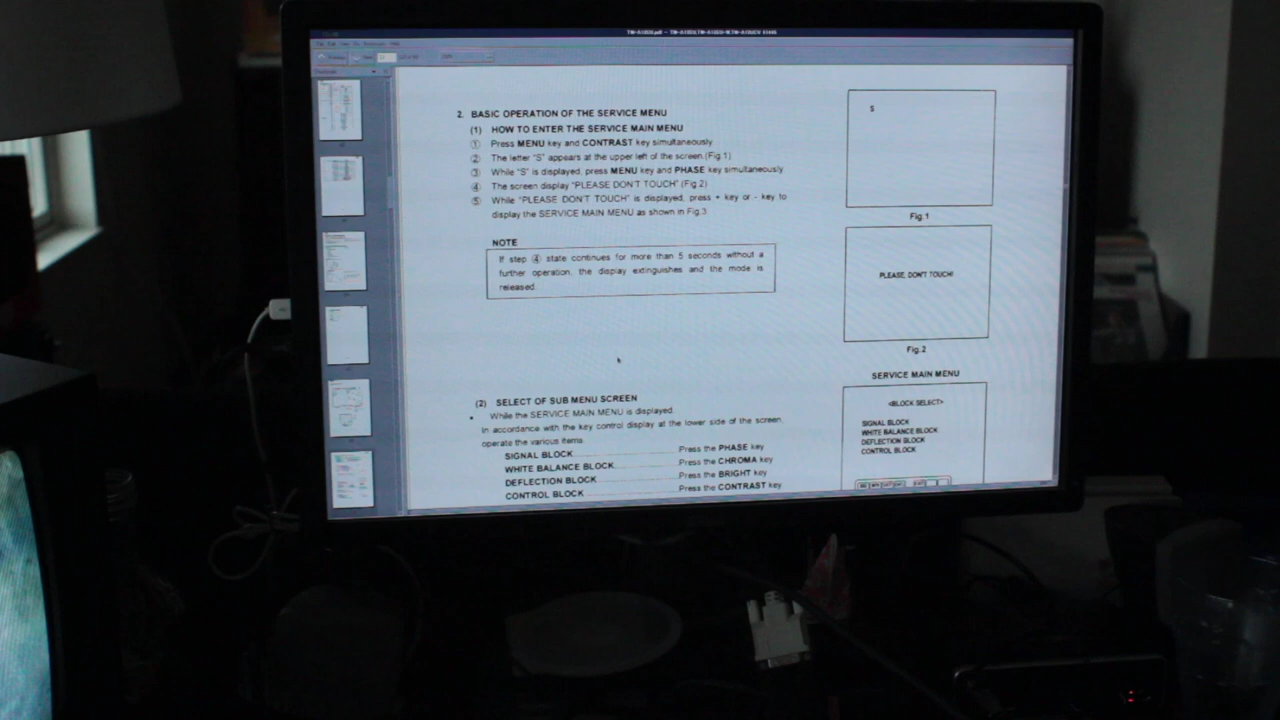 2. BASIC OPERATION OF THE SERVICE MENU
(1) HOW TO ENTER THE SERVICE MAIN MENU
① Press MENU key and CONTRAST key simultaneously
② The letter "S" appears at the upper left of the screen.(Fig.1)
③ While "S" is displayed, press MENU key and PHASE key simultaneously
④ The screen display "PLEASE DON'T TOUCH" (Fig.2)
⑤ While "PLEASE DON'T TOUCH" is displayed, press + key or - key to
display the SERVICE MAIN MENU as shown in Fig.3
NOTE
If step ④ state continues for more than 5 seconds without a
further operation, the display extinguishes and the mode is
released.
(2) SELECT OF SUB MENU SCREEN
• While the SERVICE MAIN MENU is displayed.
In accordance with the key control display at the lower side of the screen,
operate the various items.
SIGNAL BLOCK Press the PHASE key
WHITE BALANCE BLOCK Press the CHROMA key
DEFLECTION BLOCK Press the BRIGHT key
CONTROL BLOCK Press the CONTRAST key
S
Fig.1
PLEASE, DON'T TOUCH!
Fig.2
SERVICE MAIN MENU
<BLOCK SELECT>
SIGNAL BLOCK
WHITE BALANCE BLOCK
DEFLECTION BLOCK
CONTROL BLOCK